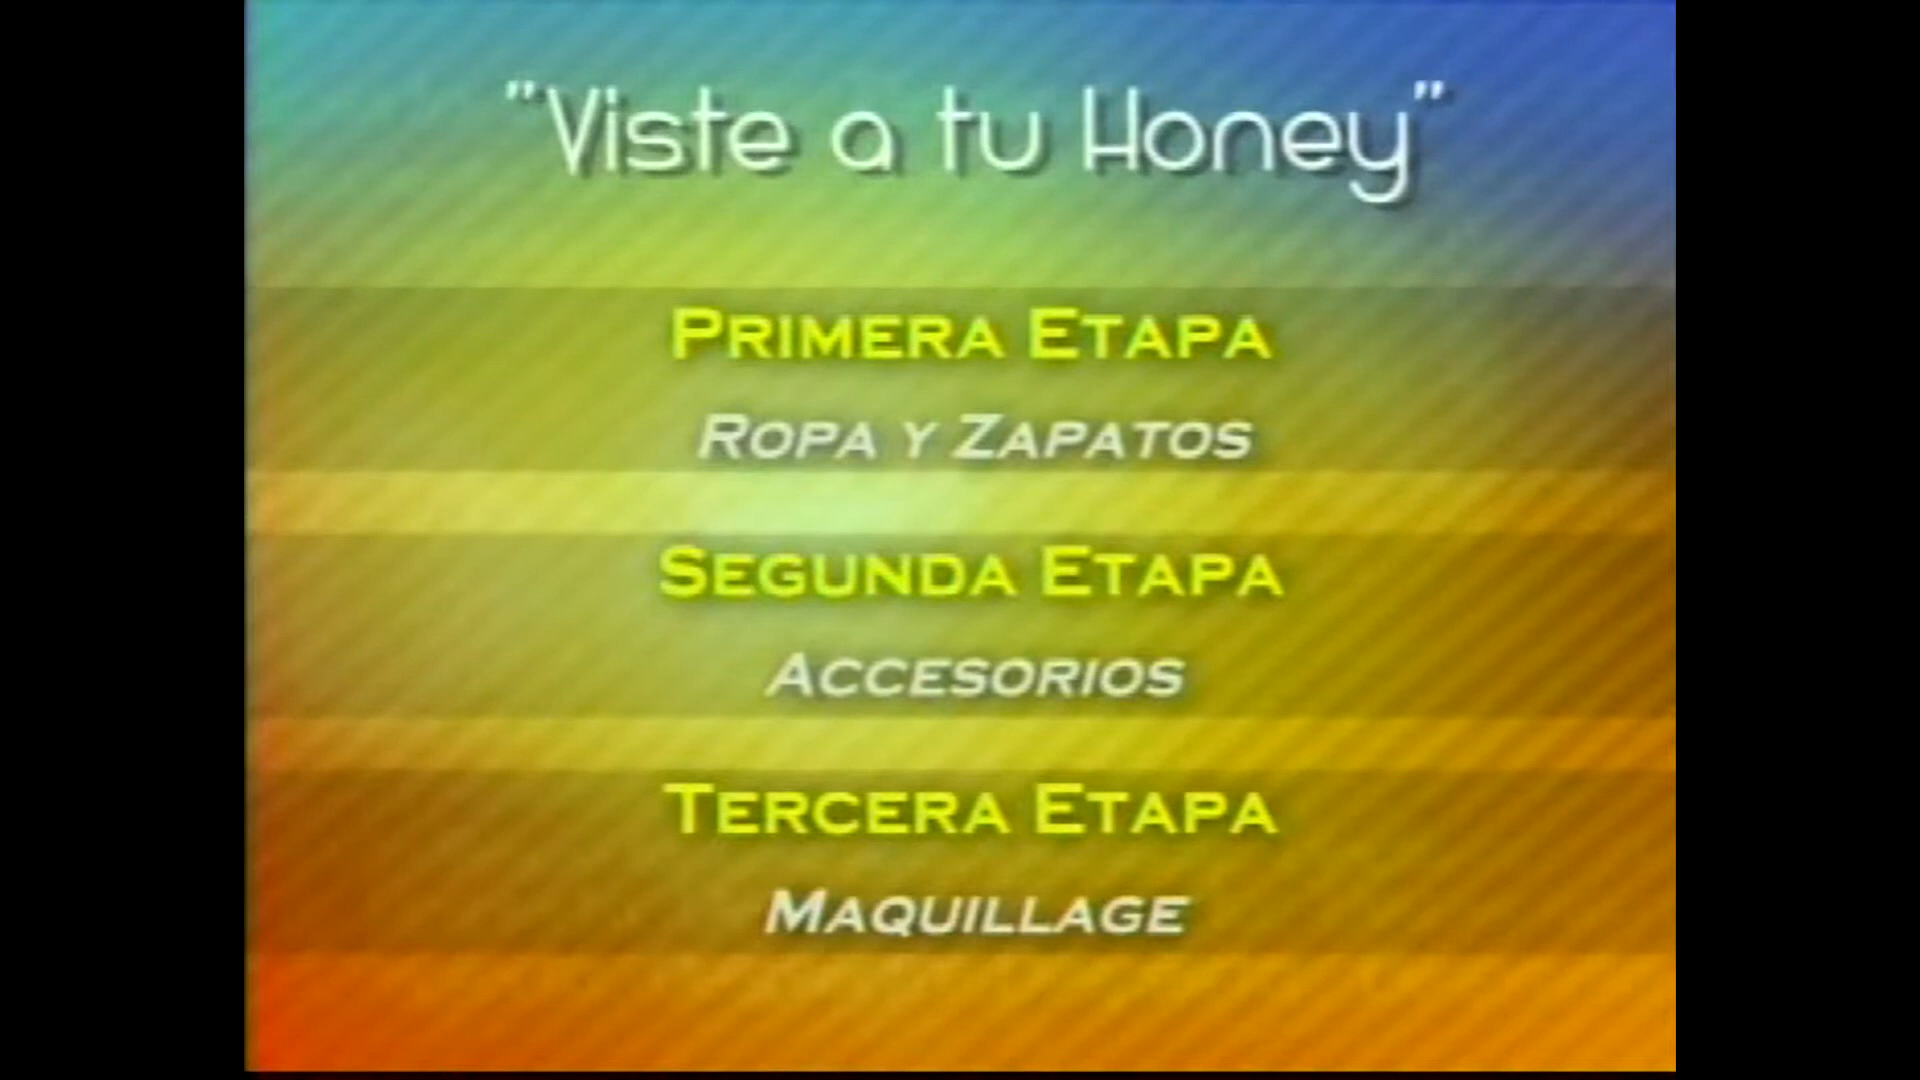 "Viste a tu Honey"
PRIMERA ETAPA
ROPA Y ZAPATOS
SEGUNDA ETAPA
ACCESORIOS
TERCERA ETAPA
MAQUILLAGE